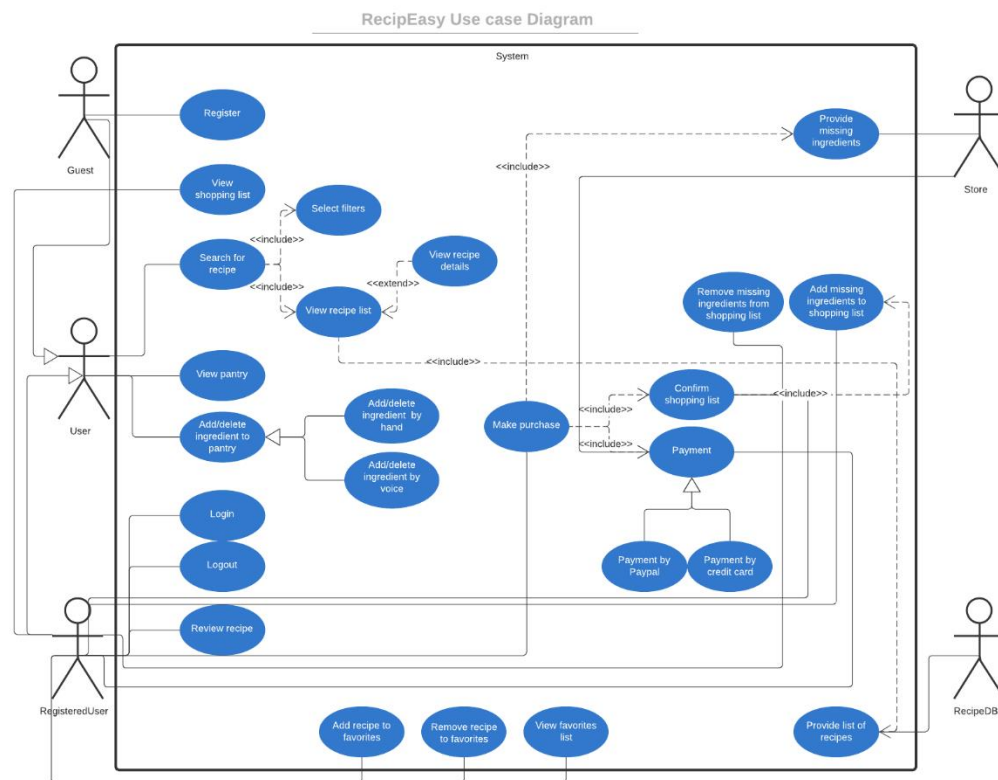 RecipEasy Use case Diagram
System
Guest
Register
View
shopping list
Search for
recipe
Select filters
<<include>>
<<include>>
View recipe list
View recipe
details
<<extend>>
<<include>>
Provide
missing
ingredients
Store
<<include>>
Remove missing
ingredients from
shopping list
Add missing
ingredients to
shopping list
User
View pantry
Add/delete
ingredient to
pantry
Add/delete
ingredient by
hand
Add/delete
ingredient by
voice
Make purchase
<<include>>
<<include>>
Confirm
shopping list
<<include>>
Payment
Payment by
Paypal
Payment by
credit card
Login
Logout
Review recipe
RegisteredUser
RecipeDB
Add recipe to
favorites
Remove recipe
to favorites
View favorites
list
Provide list of
recipes